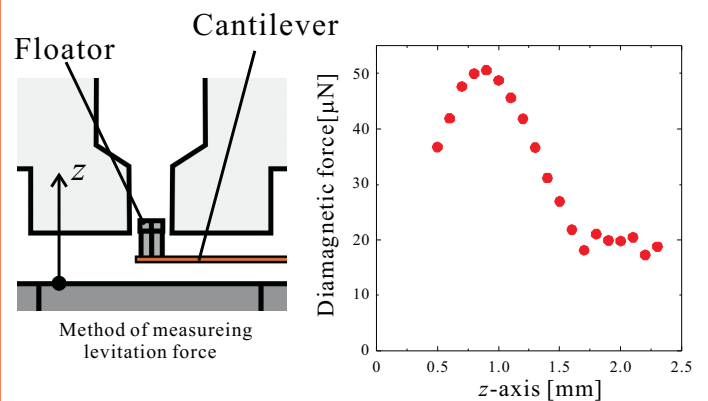 Cantilever
Floator
z
Method of measureing
levitation force
Diamagnetic force[μN]
50
40
30
20
10
0
0
0.5
1.0
1.5
2.0
2.5
z-axis [mm]